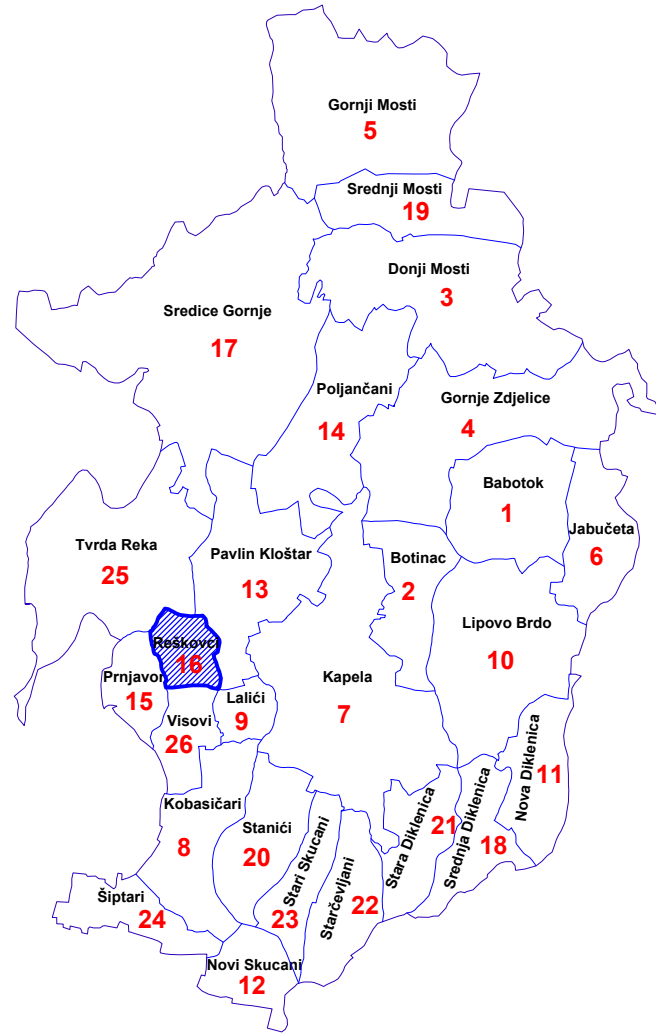 Gornji Mosti
5
Srednji Mosti
19
Donji Mosti
3
Sredice Gornje
17
Poljančani
14
Gornje Zdjelice
4
Babotok
1
Jabučeta
6
Tvrda Reka
25
Pavlin Kloštar
13
Botinac
2
Lipovo Brdo
10
Reškovci
16
Prnjavor
15
Lalići
9
Kapela
7
Visovi
26
Nova Diklenica
11
Kobasičari
8
Stanići
20
Stari Skucani
23
Starčevljani
22
Stara Diklenica
21
Srednja Diklenica
18
Šiptari
24
Novi Skucani
12